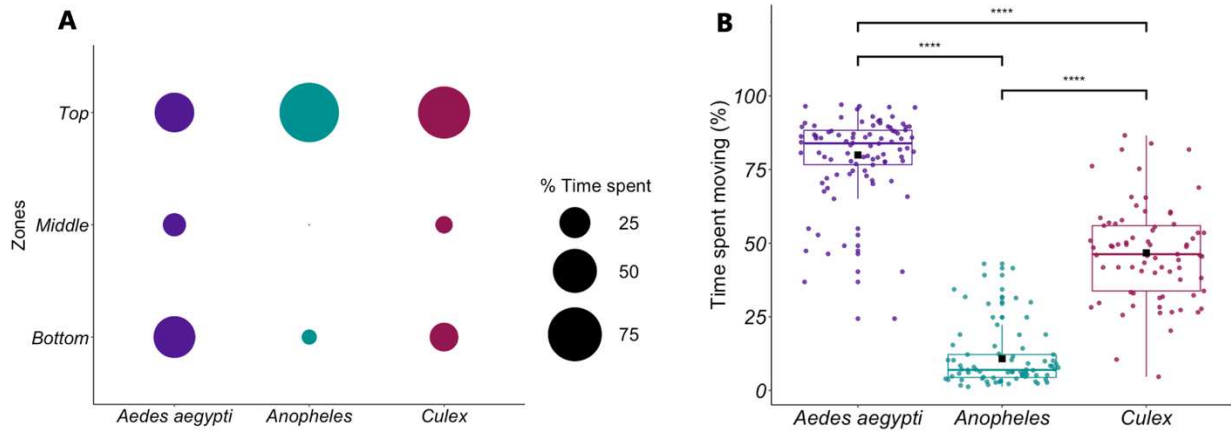 A
Zones
Top
Middle
Bottom
Aedes aegypti Anopheles Culex
% Time spent
25
50
75
B
Time spent moving (%)
****
****
****
100
75
50
25
0
Aedes aegypti Anopheles Culex